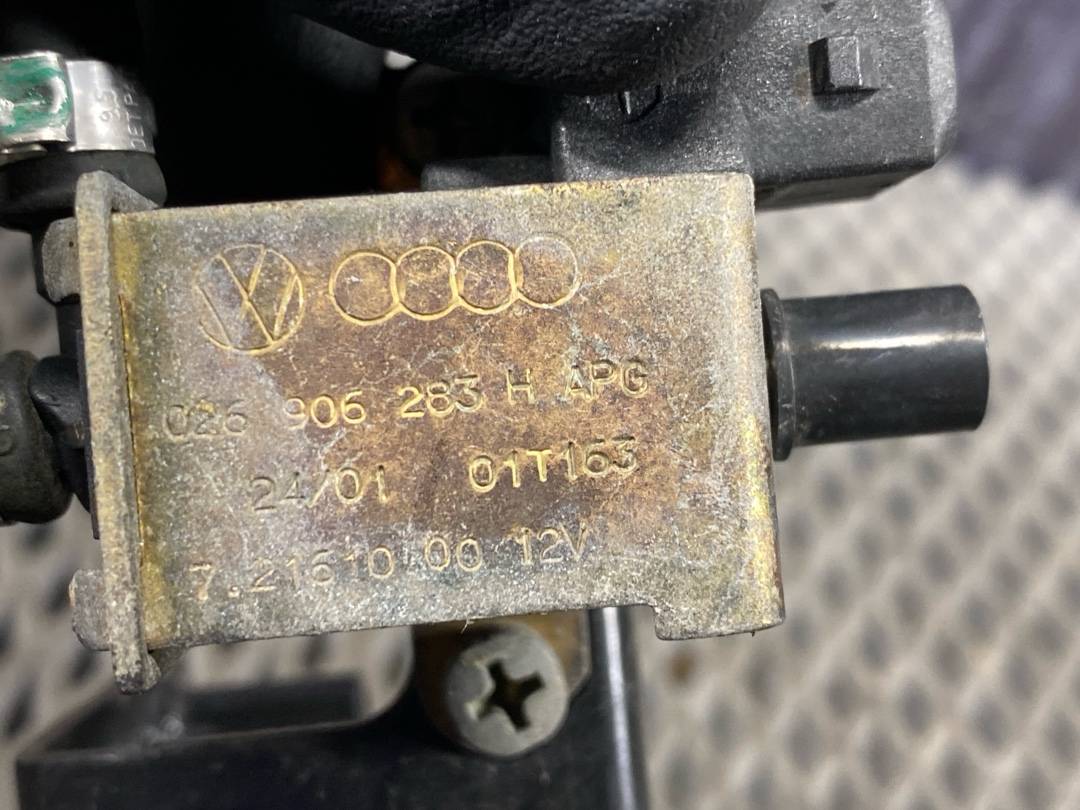 026 906 283 H APG
24/01 01T163
7.21610 00 12V